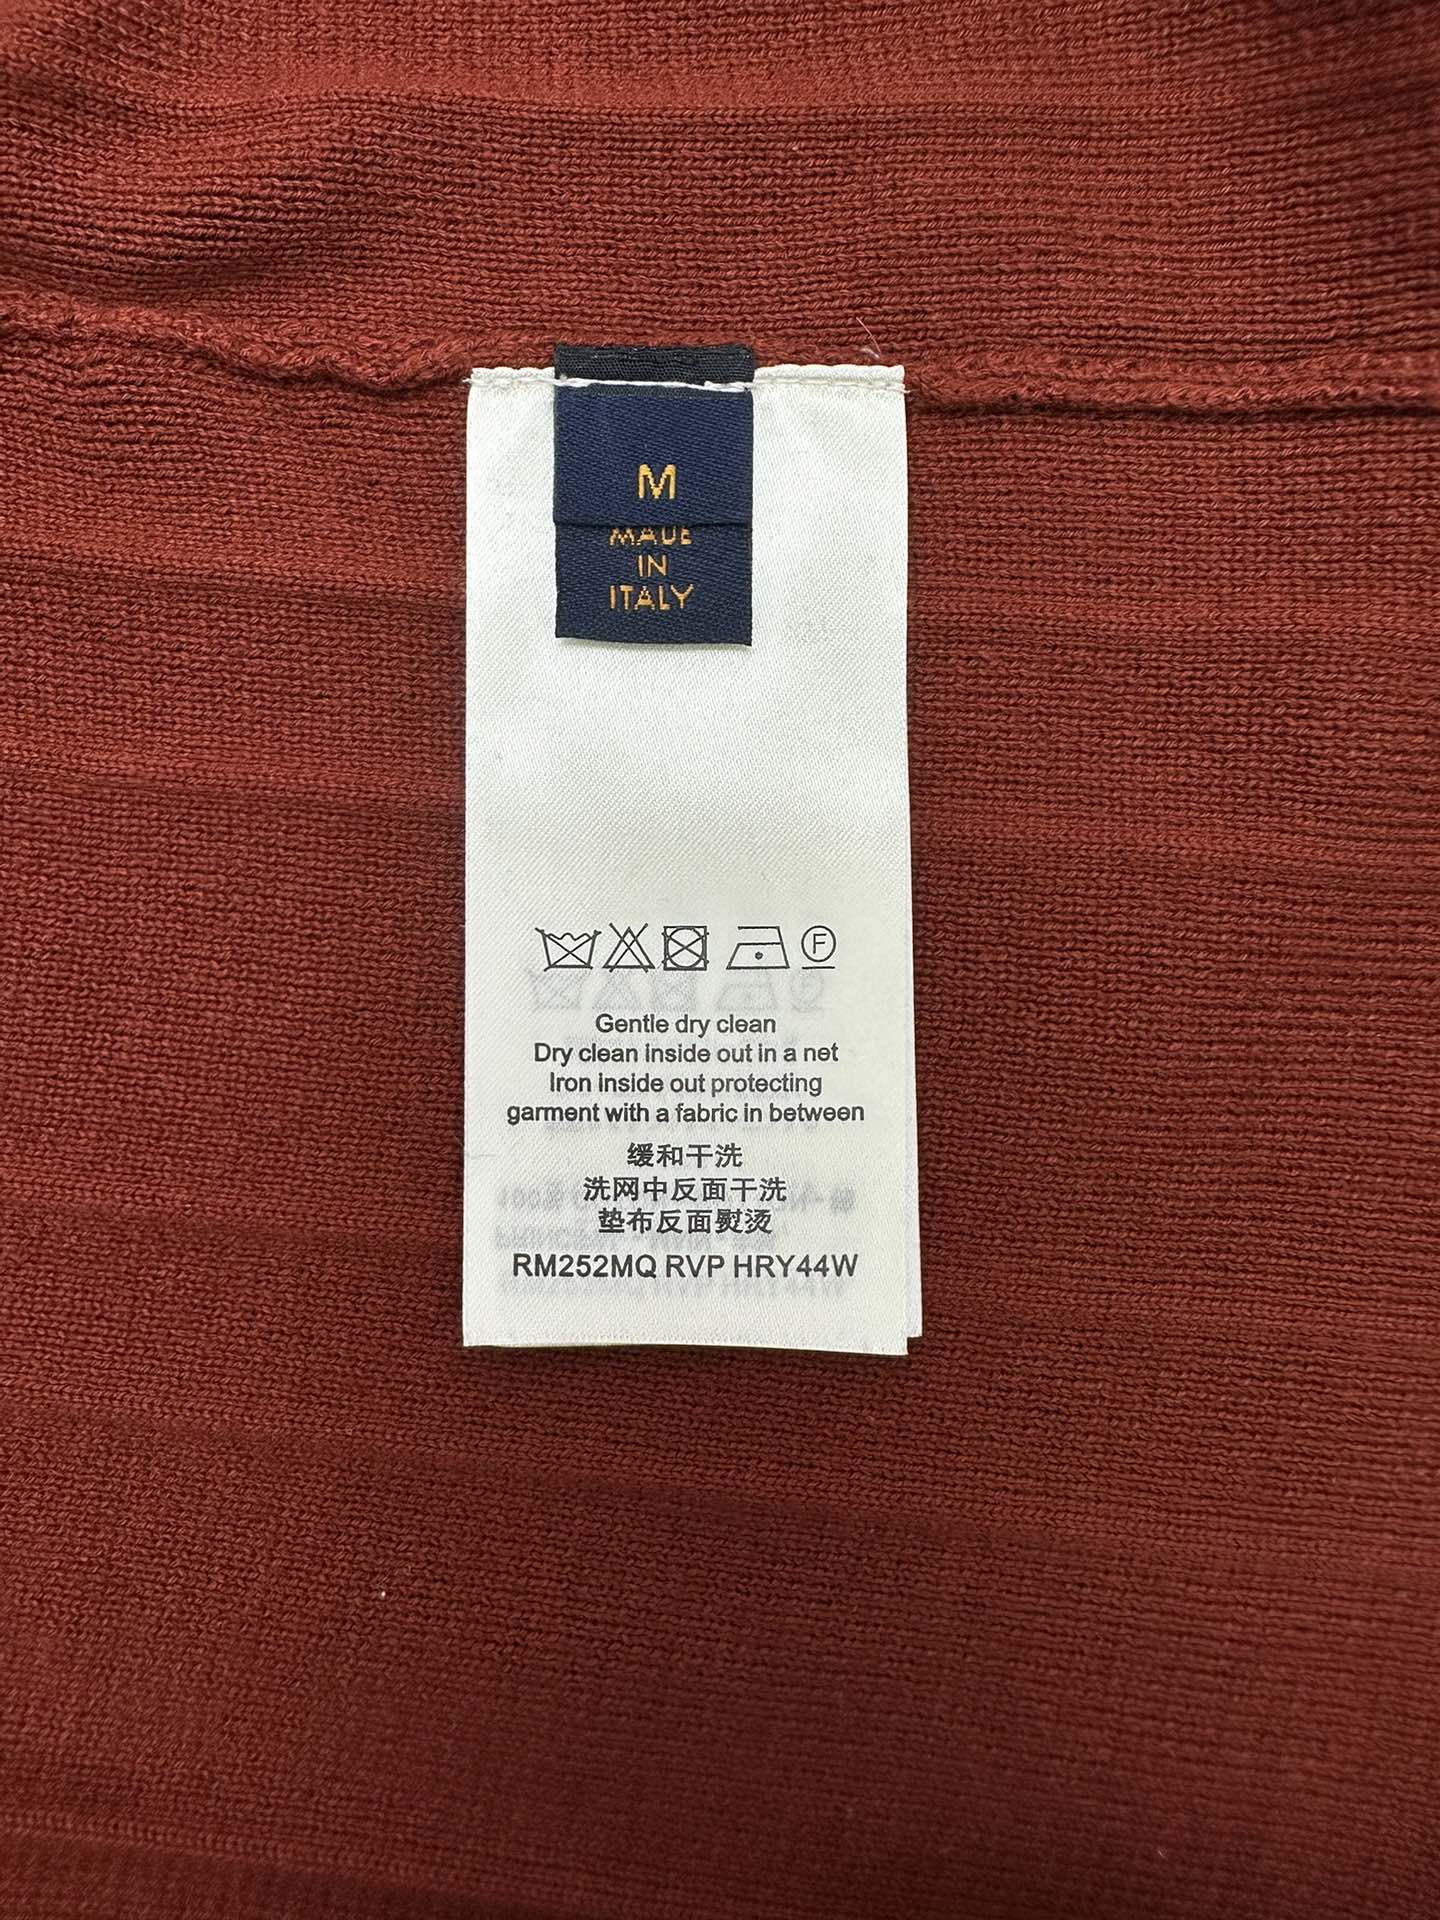 M
MADE
IN
ITALY
F
Gentle dry clean
Dry clean inside out in a net
Iron inside out protecting
garment with a fabric in between
缓和干洗
洗网中反面干洗
垫布反面熨烫
RM252MQ RVP HRY44W